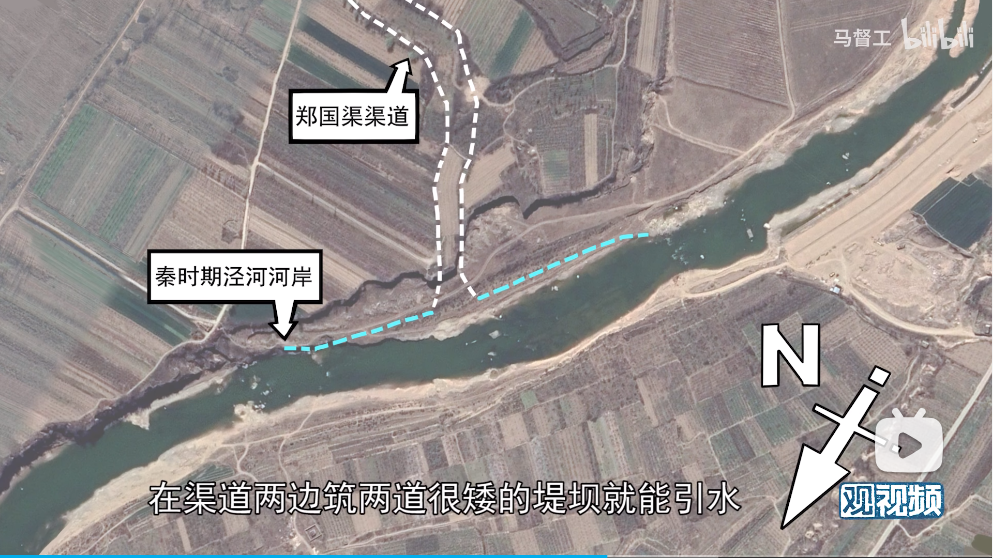 马督工 bilibili
郑国渠渠道
秦时期泾河河岸
N
在渠道两边筑两道很矮的堤坝就能引水
观视频